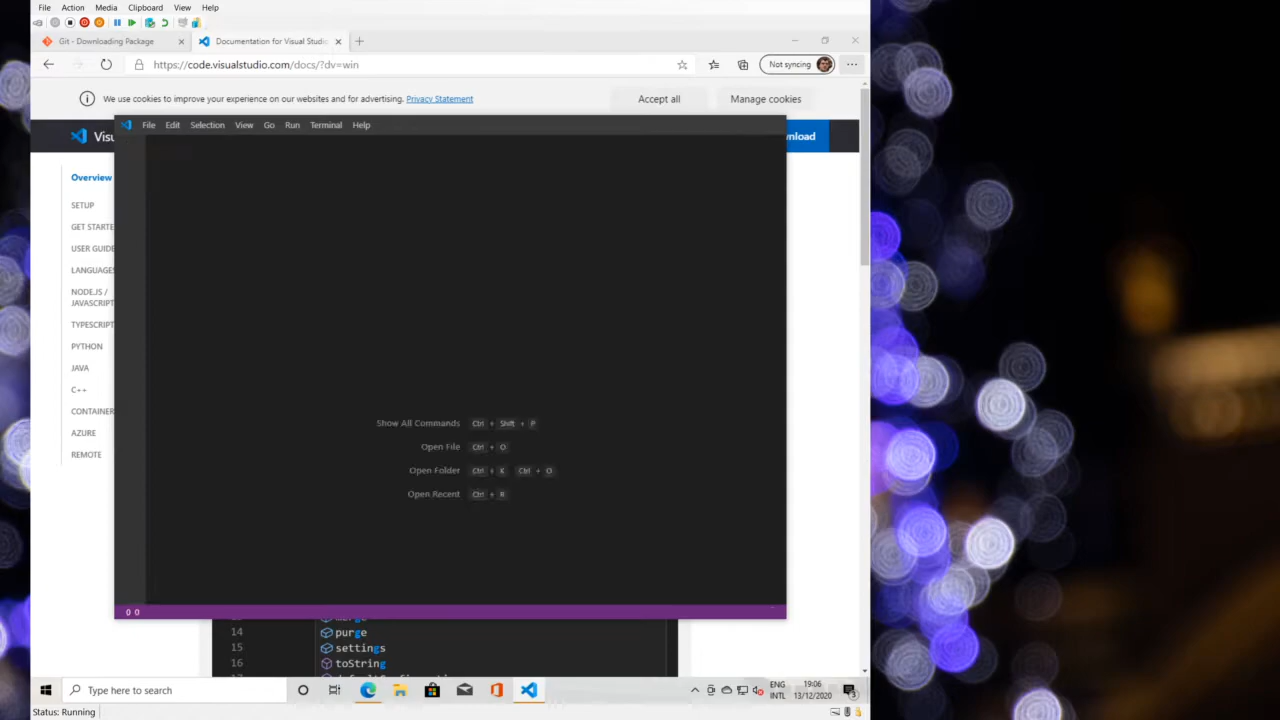 File Action Media Clipboard View Help
Git - Downloading Package
Documentation for Visual Studio
https://code.visualstudio.com/docs/?dv=win
Not syncing
We use cookies to improve your experience on our websites and for advertising. Privacy Statement
Accept all
Manage cookies
Visu
nload
File Edit Selection View Go Run Terminal Help
Overview
SETUP
GET STARTE
USER GUIDE
LANGUAGES
NODE.JS /
JAVASCRIPT
TYPESCRIPT
PYTHON
JAVA
C++
CONTAINER
AZURE
REMOTE
Show All Commands Ctrl + Shift + P
Open File Ctrl + O
Open Folder Ctrl + K Ctrl + O
Open Recent Ctrl + R
0 0
14 purge
15 settings
16 toString
Type here to search
ENG
INTL
19:06
13/12/2020
3
Status: Running